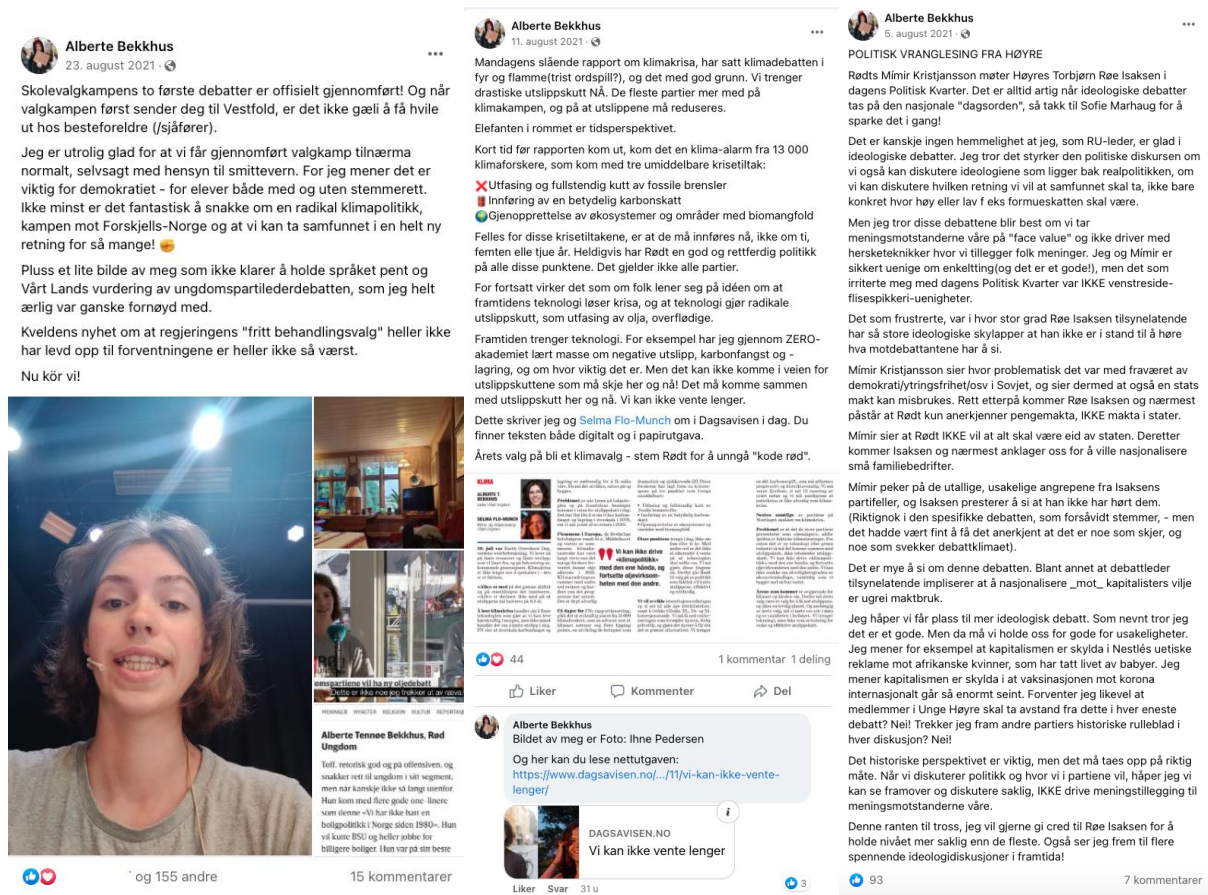 Alberte Bekkhus
23. august 2021 ·
Skolevalgkampens to første debatter er offisielt gjennomført! Og når
valgkampen først sender deg til Vestfold, er det ikke gæli å få hvile
ut hos besteforeldre (/sjåfører).
Jeg er utrolig glad for at vi får gjennomført valgkamp tilnærma
normalt, selvsagt med hensyn til smittevern. For jeg mener det er
viktig for demokratiet - for elever både med og uten stemmerett.
Ikke minst er det fantastisk å snakke om en radikal klimapolitikk,
kampen mot Forskjells-Norge og at vi kan ta samfunnet i en helt ny
retning for så mange! ✊
Pluss et lite bilde av meg som ikke klarer å holde språket pent og
Vårt Lands vurdering av ungdomspartilederdebatten, som jeg helt
ærlig var ganske fornøyd med.
Kveldens nyhet om at regjeringens "fritt behandlingsvalg" heller ikke
har levd opp til forventningene er heller ikke så værst.
Nu kör vi!
omspartiene vil ha ny oljedebatt
Dette er ikke noe jeg trekker ut av ræva.
MENINGER NYHETER RELIGION KULTUR REPORTASJE
Alberte Tennøe Bekkhus, Rød
Ungdom
Tøff, retorisk god og på offensiven, og
snakker rett til ungdom i sitt segment,
men når kanskje ikke så langt utenfor.
Hun kom med flere gode one-linere
som denne «Vi har ikke hatt en
boligpolitikk i Norge siden 1980». Hun
vil kutte BSU og heller jobbe for
billigere boliger. Hun var på sitt beste
og 155 andre
15 kommentarer
Alberte Bekkhus
11. august 2021 ·
Mandagens slående rapport om klimakrisa, har satt klimadebatten i
fyr og flamme(trist ordspill?), og det med god grunn. Vi trenger
drastiske utslippskutt NÅ. De fleste partier mer med på
klimakampen, og på at utslippene må reduseres.
Elefanten i rommet er tidsperspektivet.
Kort tid før rapporten kom ut, kom det en klima-alarm fra 13 000
klimaforskere, som kom med tre umiddelbare krisetiltak:
❌Utfasing og fullstendig kutt av fossile brensler
Innføring av en betydelig karbonskatt
Gjenopprettelse av økosystemer og områder med biomangfold
Felles for disse krisetiltakene, er at de må innføres nå, ikke om ti,
femten elle tjue år. Heldigvis har Rødt en god og rettferdig politikk
på alle disse punktene. Det gjelder ikke alle partier.
For fortsatt virker det som om folk lener seg på idéen om at
framtidens teknologi løser krisa, og at teknologi gjør radikale
utslippskutt, som utfasing av olja, overflødige.
Framtiden trenger teknologi. For eksempel har jeg gjennom ZERO-
akademiet lært masse om negative utslipp, karbonfangst og -
lagring, og om hvor viktig det er. Men det kan ikke komme i veien for
utslippskuttene som må skje her og nå! Det må komme sammen
med utslippskutt her og nå. Vi kan ikke vente lenger.
Dette skriver jeg og Selma Flo-Munch om i Dagsavisen i dag. Du
finner teksten både digitalt og i papirutgava.
Årets valg på bli et klimavalg - stem Rødt for å unngå "kode rød".
KLIMA
ALBERTE T.
BEKKHUS
SELMA FLO-MUNCH
Vi kan ikke drive
«klimapolitikk»
med den ene hånda, og
fortsette oljevirksom-
heten med den andre.
44
1 kommentar 1 deling
Liker
Kommenter
Del
Alberte Bekkhus
Bildet av meg er Foto: Ihne Pedersen
Og her kan du lese nettutgaven:
https://www.dagsavisen.no/.../11/vi-kan-ikke-vente-
lenger/
DAGSAVISEN.NO
Vi kan ikke vente lenger
Liker Svar 31 u
3
Alberte Bekkhus
5. august 2021 ·
POLITISK VRANGLESING FRA HØYRE
Rødts Mímir Kristjansson møter Høyres Torbjørn Røe Isaksen i
dagens Politisk Kvarter. Det er alltid artig når ideologiske debatter
tas på den nasjonale "dagsorden", så takk til Sofie Marhaug for å
sparke det i gang!
Det er kanskje ingen hemmelighet at jeg, som RU-leder, er glad i
ideologiske debatter. Jeg tror det styrker den politiske diskursen om
vi også kan diskutere ideologiene som ligger bak realpolitikken, om
vi kan diskutere hvilken retning vi vil at samfunnet skal ta, ikke bare
konkret hvor høy eller lav f eks formueskatten skal være.
Men jeg tror disse debattene blir best om vi tar
meningsmotstanderne våre på "face value" og ikke driver med
hersketeknikker hvor vi tillegger folk meninger. Jeg og Mímir er
sikkert uenige om enkeltting(og det er et gode!), men det som
irriterte meg med dagens Politisk Kvarter var IKKE venstreside-
flisespikkeri-uenigheter.
Det som frustrerte, var i hvor stor grad Røe Isaksen tilsynelatende
har så store ideologiske skylapper at han ikke er i stand til å høre
hva motdebattantene har å si.
Mímir Kristjansson sier hvor problematisk det var med fraværet av
demokrati/ytringsfrihet/osv i Sovjet, og sier dermed at også en stats
makt kan misbrukes. Rett etterpå kommer Røe Isaksen og nærmest
påstår at Rødt kun anerkjenner pengemakta, IKKE makta i stater.
Mímir sier at Rødt IKKE vil at alt skal være eid av staten. Deretter
kommer Isaksen og nærmest anklager oss for å ville nasjonalisere
små familiebedrifter.
Mímir peker på de utallige, usakelige angrepene fra Isaksens
partifeller, og Isaksen presterer å si at han ikke har hørt dem.
(Riktignok i den spesifikke debatten, som forsåvidt stemmer, - men
det hadde vært fint å få det anerkjent at det er noe som skjer, og
noe som svekker debattklimaet).
Det er mye å si om denne debatten. Blant annet at debattleder
tilsynelatende impliserer at å nasjonalisere _mot_ kapitalisters vilje
er ugrei maktbruk.
Jeg håper vi får plass til mer ideologisk debatt. Som nevnt tror jeg
det er et gode. Men da må vi holde oss for gode for usakeligheter.
Jeg mener for eksempel at kapitalismen er skylda i Nestlés uetiske
reklame mot afrikanske kvinner, som har tatt livet av babyer. Jeg
mener kapitalismen er skylda i at vaksinasjonen mot korona
internasjonalt går så enormt seint. Forventer jeg likevel at
medlemmer i Unge Høyre skal ta avstand fra dette i hver eneste
debatt? Nei! Trekker jeg fram andre partiers historiske rulleblad i
hver diskusjon? Nei!
Det historiske perspektivet er viktig, men det må taes opp på riktig
måte. Når vi diskuterer politikk og hvor vi i partiene vil, håper jeg vi
kan se framover og diskutere saklig, IKKE drive meningstillegging til
meningsmotstanderne våre.
Denne ranten til tross, jeg vil gjerne gi cred til Røe Isaksen for å
holde nivået mer saklig enn de fleste. Også ser jeg frem til flere
spennende ideologidiskusjoner i framtida!
93
7 kommentarer